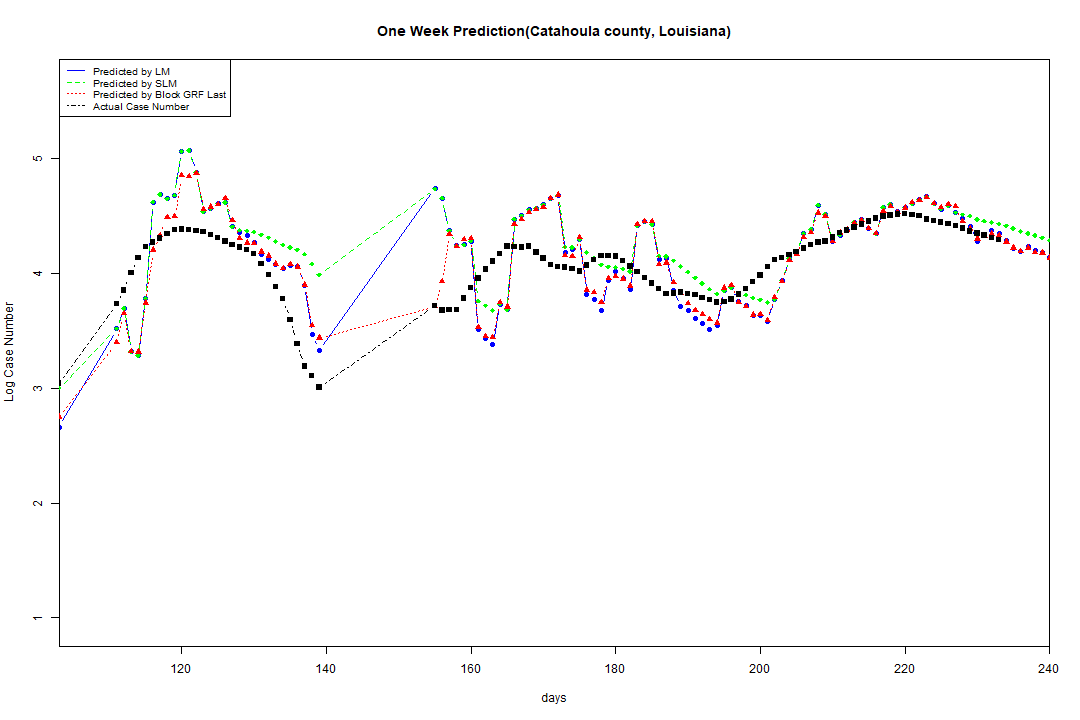 One Week Prediction(Catahoula county, Louisiana)
Predicted by LM
Predicted by SLM
Predicted by Block GRF Last
Actual Case Number
5
4
3
2
1
Log Case Number
120 140 160 180 200 220 240
days